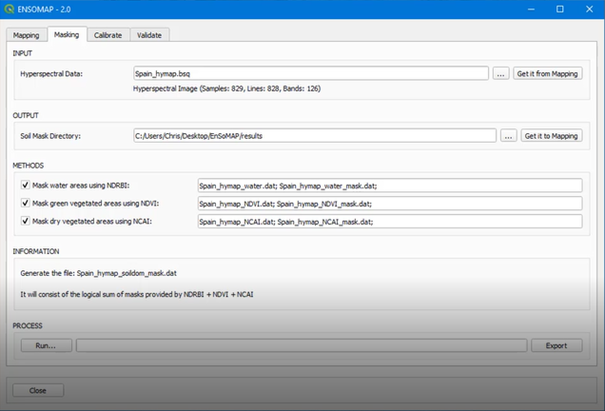 ENSOMAP - 2.0
Mapping Masking Calibrate Validate
INPUT
Hyperspectral Data: Spain_hymap.bsq ... Get it from Mapping
Hyperspectral Image (Samples: 829, Lines: 828, Bands: 126)
OUTPUT
Soil Mask Directory: C:/Users/Chris/Desktop/EnSoMAP/results ... Get it to Mapping
METHODS
Mask water areas using NDRBI: Spain_hymap_water.dat; Spain_hymap_water_mask.dat;
Mask green vegetated areas using NDVI: Spain_hymap_NDVI.dat; Spain_hymap_NDVI_mask.dat;
Mask dry vegetated areas using NCAI: Spain_hymap_NCAI.dat; Spain_hymap_NCAI_mask.dat;
INFORMATION
Generate the file: Spain_hymap_soildom_mask.dat
It will consist of the logical sum of masks provided by NDRBI + NDVI + NCAI
PROCESS
Run... Export
Close